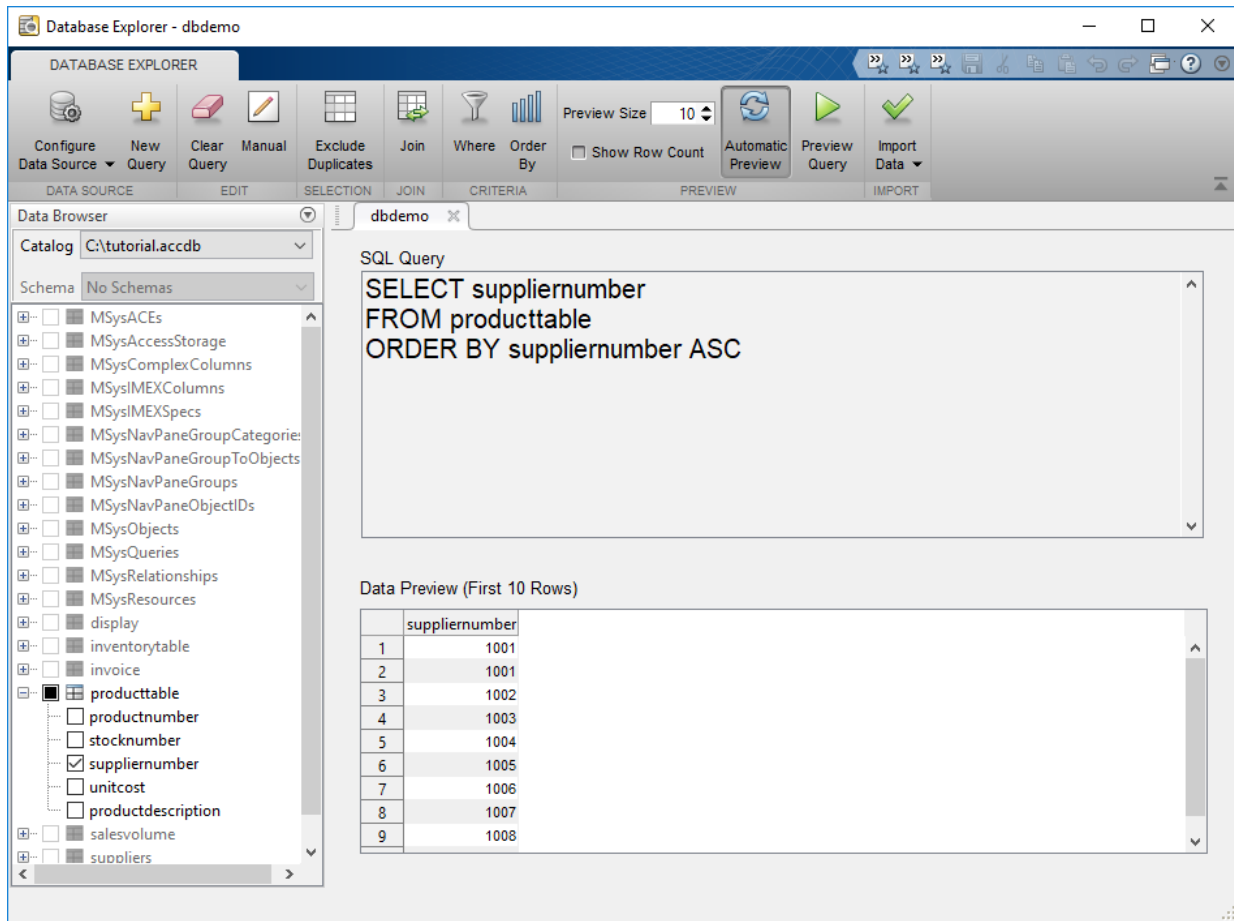 Database Explorer - dbdemo
DATABASE EXPLORER
Configure Data Source
New Query
Clear Query
Manual
Exclude Duplicates
Join
Where
Order By
Preview Size 10
Show Row Count
Automatic Preview
Preview Query
Import Data
DATA SOURCE
EDIT
SELECTION
JOIN
CRITERIA
PREVIEW
IMPORT
Data Browser
Catalog C:\tutorial.accdb
Schema No Schemas
MSysACEs
MSysAccessStorage
MSysComplexColumns
MSysIMEXColumns
MSysIMEXSpecs
MSysNavPaneGroupCategories
MSysNavPaneGroupToObjects
MSysNavPaneGroups
MSysNavPaneObjectIDs
MSysObjects
MSysQueries
MSysRelationships
MSysResources
display
inventorytable
invoice
producttable
productnumber
stocknumber
suppliernumber
unitcost
productdescription
salesvolume
suppliers
dbdemo
SQL Query
SELECT suppliernumber
FROM producttable
ORDER BY suppliernumber ASC
Data Preview (First 10 Rows)
suppliernumber
1 1001
2 1001
3 1002
4 1003
5 1004
6 1005
7 1006
8 1007
9 1008